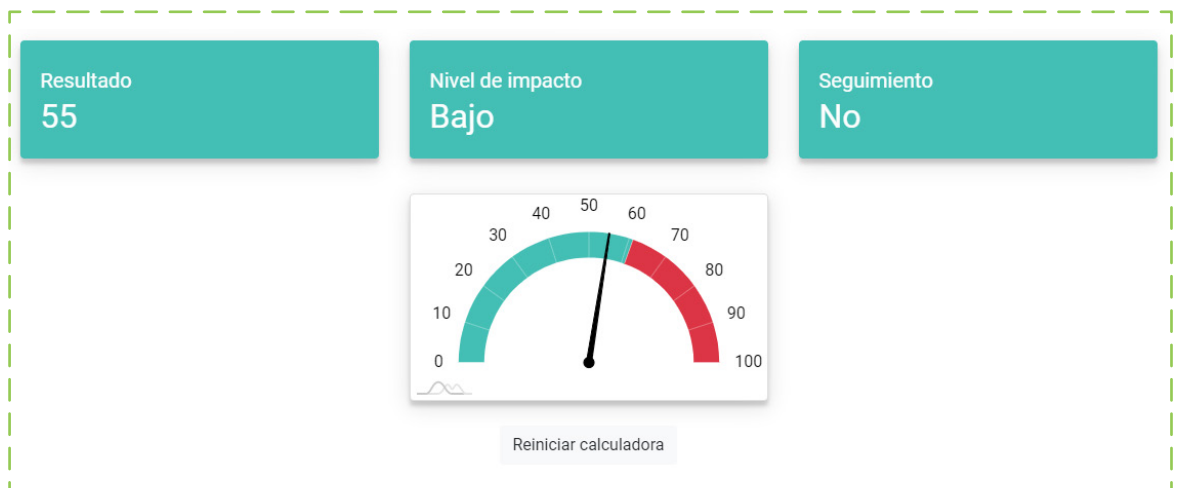 Resultado
55
Nivel de impacto
Bajo
Seguimiento
No
0
10
20
30
40
50
60
70
80
90
100
Reiniciar calculadora